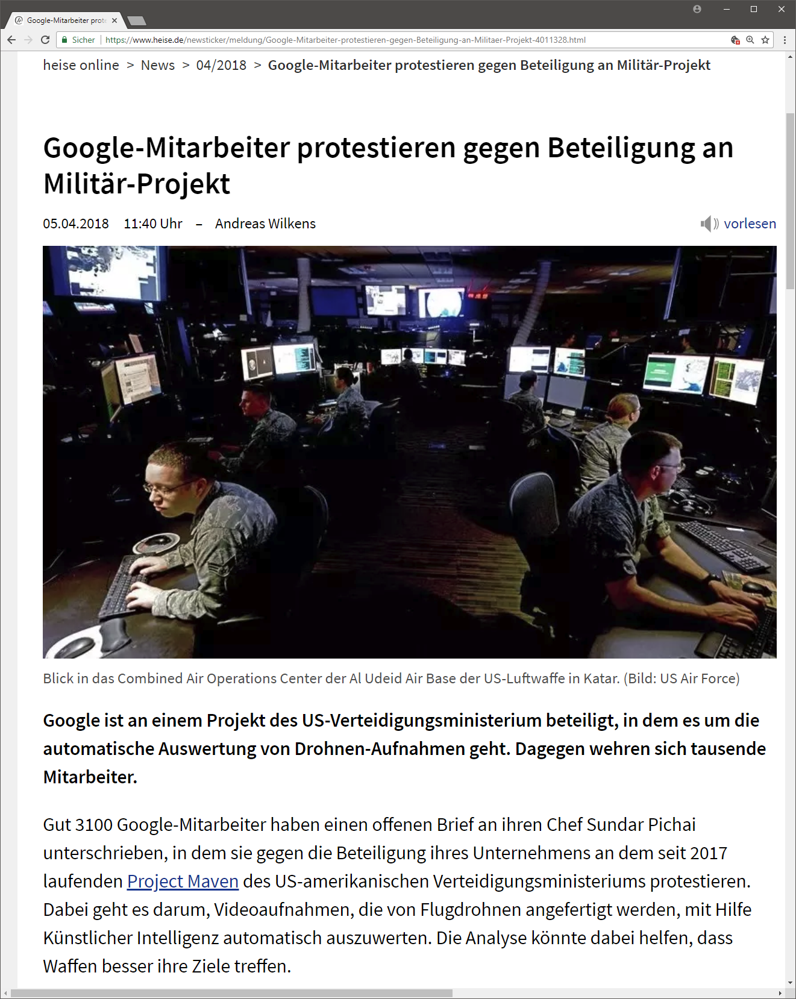 Google-Mitarbeiter prote
Sicher
https://www.heise.de/newsticker/meldung/Google-Mitarbeiter-protestieren-gegen-Beteiligung-an-Militaer-Projekt-4011328.html
heise online > News > 04/2018 > Google-Mitarbeiter protestieren gegen Beteiligung an Militär-Projekt
Google-Mitarbeiter protestieren gegen Beteiligung an
Militär-Projekt
05.04.2018 11:40 Uhr – Andreas Wilkens
vorlesen
Blick in das Combined Air Operations Center der Al Udeid Air Base der US-Luftwaffe in Katar. (Bild: US Air Force)
Google ist an einem Projekt des US-Verteidigungsministerium beteiligt, in dem es um die
automatische Auswertung von Drohnen-Aufnahmen geht. Dagegen wehren sich tausende
Mitarbeiter.
Gut 3100 Google-Mitarbeiter haben einen offenen Brief an ihren Chef Sundar Pichai
unterschrieben, in dem sie gegen die Beteiligung ihres Unternehmens an dem seit 2017
laufenden Project Maven des US-amerikanischen Verteidigungsministeriums protestieren.
Dabei geht es darum, Videoaufnahmen, die von Flugdrohnen angefertigt werden, mit Hilfe
Künstlicher Intelligenz automatisch auszuwerten. Die Analyse könnte dabei helfen, dass
Waffen besser ihre Ziele treffen.